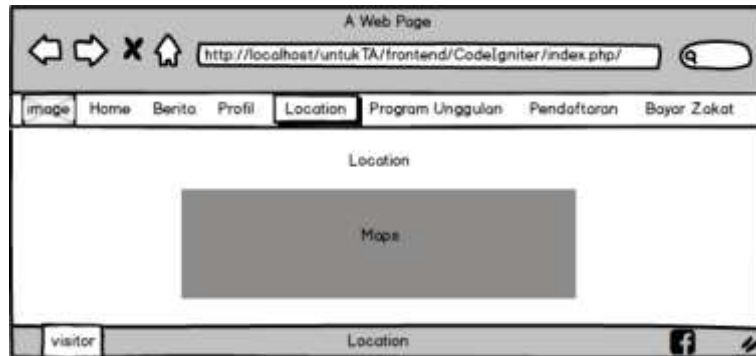 A Web Page
http://localhost/untukTA/frontend/CodeIgniter/index.php/
image Home Berita Profil Location Program Unggulan Pendaftaran Bayar Zakat
Location
Maps
visitor Location